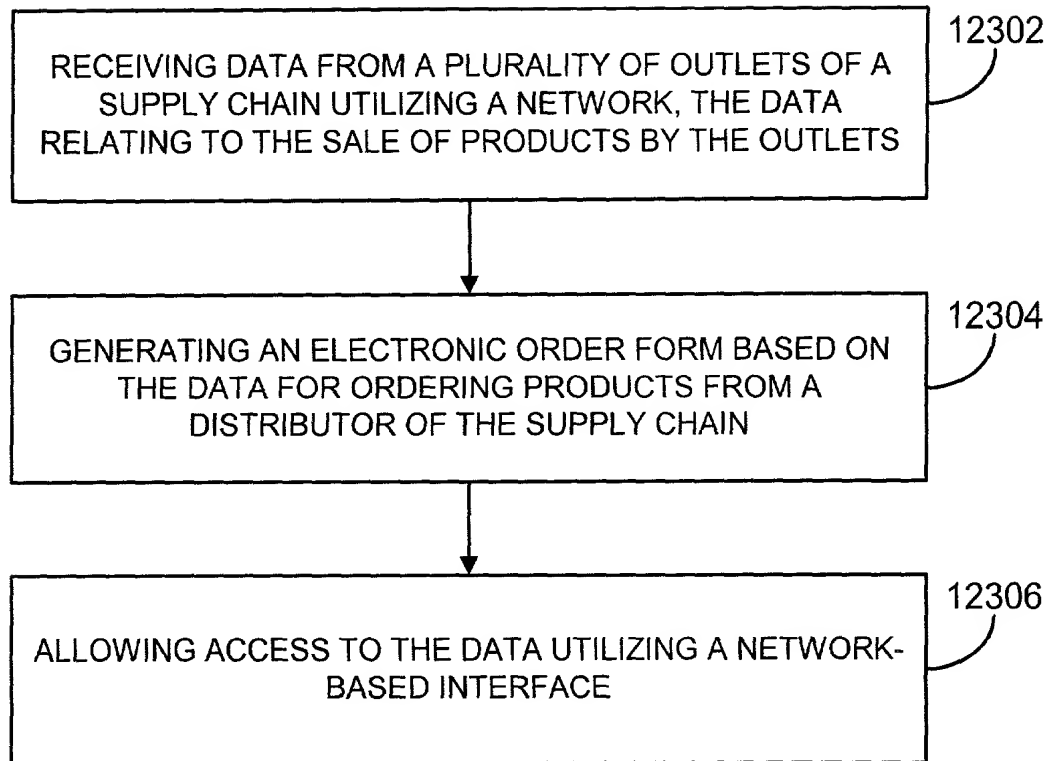 12302
RECEIVING DATA FROM A PLURALITY OF OUTLETS OF A
SUPPLY CHAIN UTILIZING A NETWORK, THE DATA
RELATING TO THE SALE OF PRODUCTS BY THE OUTLETS
12304
GENERATING AN ELECTRONIC ORDER FORM BASED ON
THE DATA FOR ORDERING PRODUCTS FROM A
DISTRIBUTOR OF THE SUPPLY CHAIN
12306
ALLOWING ACCESS TO THE DATA UTILIZING A NETWORK-
BASED INTERFACE